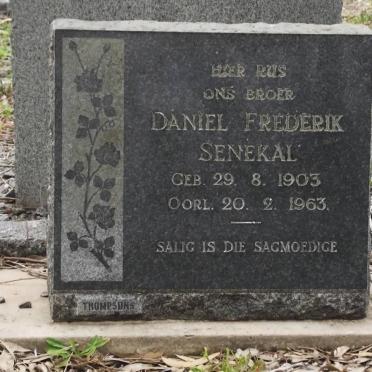 HIER RUS
ONS BROER
DANIEL FREDERIK
SENEKAL
GEB. 29. 8. 1903
OORL. 20. 2. 1963.
SALIG IS DIE SAGMOEDIGE
THOMPSONS